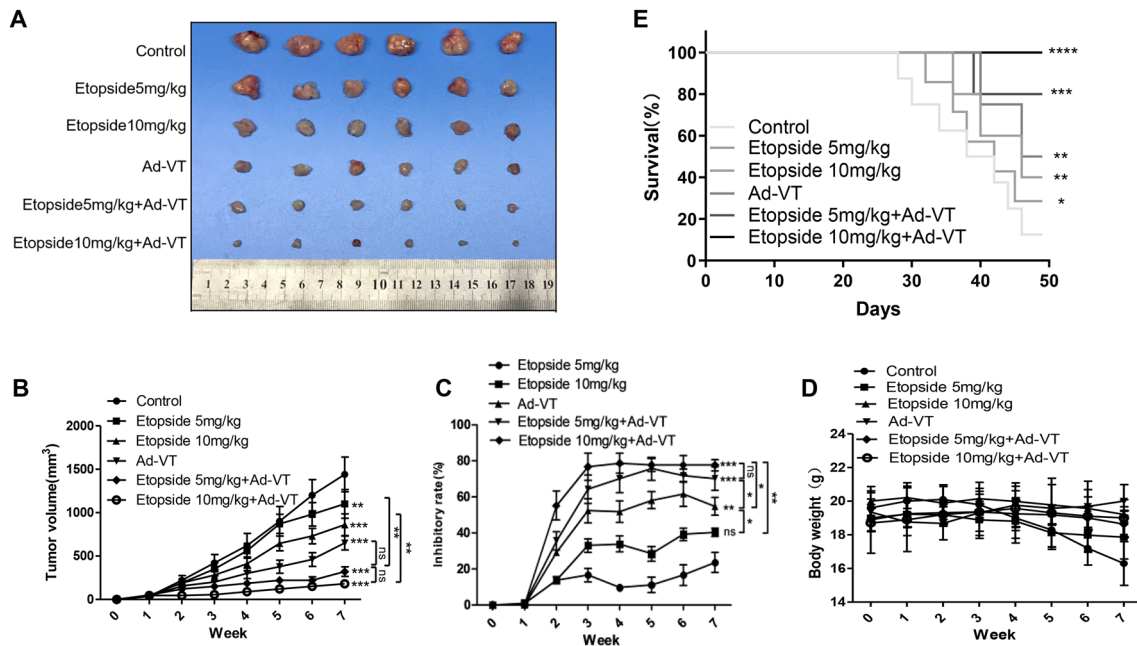 A
Control
Etopside5mg/kg
Etopside10mg/kg
Ad-VT
Etopside5mg/kg+Ad-VT
Etopside10mg/kg+Ad-VT
1 2 3 4 5 6 7 8 9 10 11 12 13 14 15 16 17 18 19
E
Survival(%)
100
80
60
40
20
0
Control
Etopside 5mg/kg
Etopside 10mg/kg
Ad-VT
Etopside 5mg/kg+Ad-VT
Etopside 10mg/kg+Ad-VT
****
***
**
**
*
0 10 20 30 40 50
Days
B
Control
Etopside 5mg/kg
Etopside 10mg/kg
Ad-VT
Etopside 5mg/kg+Ad-VT
Etopside 10mg/kg+Ad-VT
Tumor volume(mm3)
2000
1500
1000
500
0
**
***
***
***
***
ns
ns
**
**
0 1 2 3 4 5 6 7
Week
C
Etopside 5mg/kg
Etopside 10mg/kg
Ad-VT
Etopside 5mg/kg+Ad-VT
Etopside 10mg/kg+Ad-VT
Inhibitory rate(%)
100
80
60
40
20
0
***
***
**
ns
ns
*
*
*
**
0 1 2 3 4 5 6 7
Week
D
Control
Etopside 5mg/kg
Etopside 10mg/kg
Ad-VT
Etopside 5mg/kg+Ad-VT
Etopside 10mg/kg+Ad-VT
Body weight（g）
22
20
18
16
14
0 1 2 3 4 5 6 7
Week